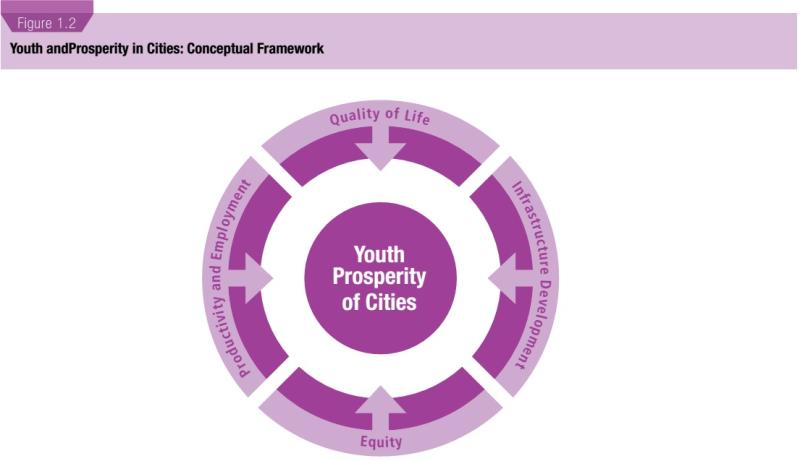 Figure 1.2
Youth andProsperity in Cities: Conceptual Framework
Quality of Life
Productivity and Employment
Infrastructure Development
Youth
Prosperity
of Cities
Equity